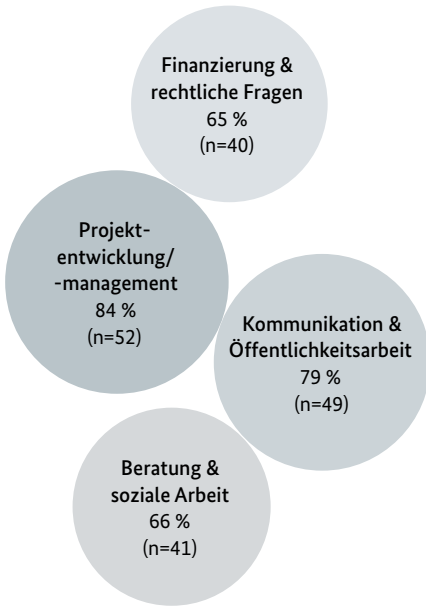 Finanzierung &
rechtliche Fragen
65 %
(n=40)
Projekt-
entwicklung/
-management
84 %
(n=52)
Kommunikation &
Öffentlichkeitsarbeit
79 %
(n=49)
Beratung &
soziale Arbeit
66 %
(n=41)